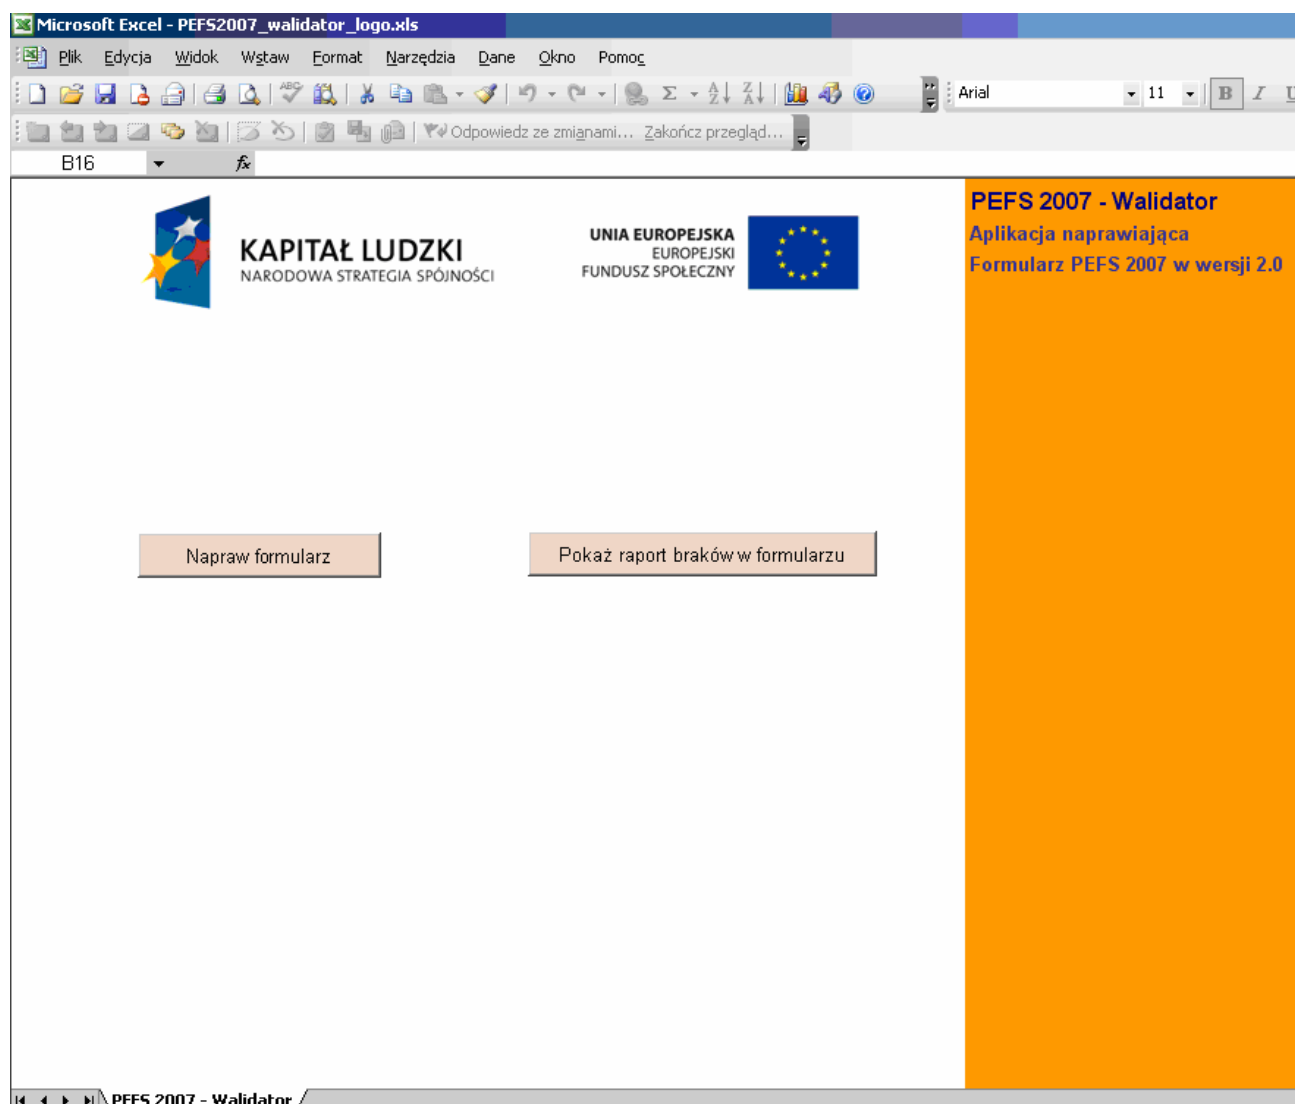 Microsoft Excel - PEFS2007_walidator_logo.xls
Plik Edycja Widok Wstaw Format Narzędzia Dane Okno Pomoc
Arial 11 B I U
Odpowiedz ze zmianami... Zakończ przegląd...
B16 fx
PEFS 2007 - Walidator
Aplikacja naprawiająca
Formularz PEFS 2007 w wersji 2.0
KAPITAŁ LUDZKI
NARODOWA STRATEGIA SPÓJNOŚCI
UNIA EUROPEJSKA
EUROPEJSKI
FUNDUSZ SPOŁECZNY
Napraw formularz
Pokaż raport braków w formularzu
PEFS 2007 - Walidator